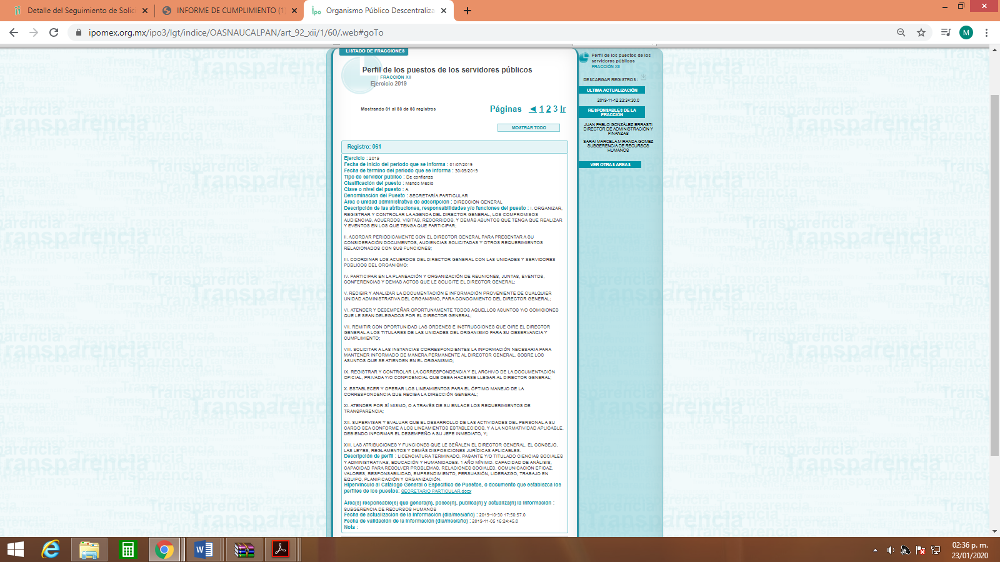 Detalle del Seguimiento de Solici
INFORME DE CUMPLIMIENTO (1)
ipo
Organismo Público Descentraliza
ipomex.org.mx/ipo3/lgt/indice/OASNAUCALPAN/art_92_xii/1/60/.web#goTo
M
LISTADO DE FRACCIONES
Perfil de los puestos de los servidores públicos
FRACCIÓN XII
Ejercicio 2019
Mostrando 61 al 63 de 63 registros
Páginas ◄ 1 2 3 Ir
MOSTRAR TODO
Registro: 061
Ejercicio : 2019
Fecha de inicio del periodo que se informa : 01/07/2019
Fecha de término del periodo que se informa : 30/09/2019
Tipo de servidor público : De confianza
Clasificación del puesto : Mando Medio
Clave o nivel del puesto : A
Denominación del Puesto : SECRETARÍA PARTICULAR
Área o unidad administrativa de adscripción : DIRECCIÓN GENERAL
Descripción de las atribuciones, responsabilidades y/o funciones del puesto : I. ORGANIZAR,
REGISTRAR Y CONTROLAR LA AGENDA DEL DIRECTOR GENERAL, LOS COMPROMISOS
AUDIENCIAS, ACUERDOS, VISITAS, RECORRIDOS, Y DEMÁS ASUNTOS QUE TENGA QUE REALIZAR
Y EVENTOS EN LOS QUE TENGA QUE PARTICIPAR;
II. ACORDAR PERIÓDICAMENTE CON EL DIRECTOR GENERAL PARA PRESENTAR A SU
CONSIDERACIÓN DOCUMENTOS, AUDIENCIAS SOLICITADAS Y OTROS REQUERIMIENTOS
RELACIONADOS CON SUS FUNCIONES;
III. COORDINAR LOS ACUERDOS DEL DIRECTOR GENERAL CON LAS UNIDADES Y SERVIDORES
PÚBLICOS DEL ORGANISMO;
IV. PARTICIPAR EN LA PLANEACIÓN Y ORGANIZACIÓN DE REUNIONES, JUNTAS, EVENTOS,
CONFERENCIAS Y DEMÁS ACTOS QUE LE SOLICITE EL DIRECTOR GENERAL;
V. RECIBIR Y ANALIZAR LA DOCUMENTACIÓN E INFORMACIÓN PROVENIENTE DE CUALQUIER
UNIDAD ADMINISTRATIVA DEL ORGANISMO, PARA CONOCIMIENTO DEL DIRECTOR GENERAL;
VI. ATENDER Y DESEMPEÑAR OPORTUNAMENTE TODOS AQUELLOS ASUNTOS Y/O COMISIONES
QUE LE SEAN DELEGADOS POR EL DIRECTOR GENERAL;
VII. REMITIR CON OPORTUNIDAD LAS ÓRDENES E INSTRUCCIONES QUE GIRE EL DIRECTOR
GENERAL A LOS TITULARES DE LAS UNIDADES DEL ORGANISMO PARA SU OBSERVANCIA Y
CUMPLIMIENTO;
VIII. SOLICITAR A LAS INSTANCIAS CORRESPONDIENTES LA INFORMACIÓN NECESARIA PARA
MANTENER INFORMADO DE MANERA PERMANENTE AL DIRECTOR GENERAL, SOBRE LOS
ASUNTOS QUE SE ATIENDEN EN EL ORGANISMO;
IX. REGISTRAR Y CONTROLAR LA CORRESPONDENCIA Y EL ARCHIVO DE LA DOCUMENTACIÓN
OFICIAL, PRIVADA Y/O CONFIDENCIAL QUE DEBA HACERSE LLEGAR AL DIRECTOR GENERAL;
X. ESTABLECER Y OPERAR LOS LINEAMIENTOS PARA EL ÓPTIMO MANEJO DE LA
CORRESPONDENCIA QUE RECIBA LA DIRECCIÓN GENERAL;
XI. ATENDER POR SÍ MISMO, O A TRAVÉS DE SU ENLACE LOS REQUERIMIENTOS DE
TRANSPARENCIA;
XII. SUPERVISAR Y EVALUAR QUE EL DESARROLLO DE LAS ACTIVIDADES DEL PERSONAL A SU
CARGO SEA CONFORME A LOS LINEAMIENTOS ESTABLECIDOS, Y A LA NORMATIVIDAD APLICABLE,
DEBIENDO INFORMAR EL DESEMPEÑO A SU JEFE INMEDIATO, Y;
XIII. LAS ATRIBUCIONES Y FUNCIONES QUE LE SEÑALEN EL DIRECTOR GENERAL, EL CONSEJO,
LAS LEYES, REGLAMENTOS Y DEMÁS DISPOSICIONES JURÍDICAS APLICABLES.
Descripción de perfil : LICENCIATURA TERMINADO, PASANTE Y/O TITULADO CIENCIAS SOCIALES
Y ADMINISTRATIVAS, EDUCACIÓN Y HUMANIDADES. 1 AÑO MÍNIMO. CAPACIDAD DE ANÁLISIS,
CAPACIDAD PARA RESOLVER PROBLEMAS, RELACIONES SOCIALES, COMUNICACIÓN EFICAZ,
VALORES, RESPONSABILIDAD, EMPRENDIMIENTO, PERSUASIÓN, LIDERAZGO, TRABAJO EN
EQUIPO, PLANIFICACIÓN Y ORGANIZACIÓN.
Hipervínculo al Catálogo General o Específico de Puestos, o documento que establezca los
perfiles de los puestos: SECRETARIO PARTICULAR.docx
Área(s) responsable(s) que genera(n), posee(n), publica(n) y actualiza(n) la información :
SUBGERENCIA DE RECURSOS HUMANOS
Fecha de actualización de la información (día/mes/año) : 2019-10-30 17:50:57.0
Fecha de validación de la información (día/mes/año) : 2019-11-05 16:24:45.0
Nota :
Perfil de los puestos de los
servidores públicos
FRACCIÓN XII
DESCARGAR REGISTROS :
ULTIMA ACTUALIZACIÓN
2019-11-12 23:34:30.0
RESPONSABLES DE LA
FRACCIÓN
JUAN PABLO GONZÁLEZ ERRASTI
DIRECTOR DE ADMINISTRACIÓN Y
FINANZAS
SARAI MARCELA MIRANDA GOMEZ
SUBGERENCIA DE RECURSOS
HUMANOS
VER OTRAS AREAS
Transparencia
02:36 p. m.
23/01/2020